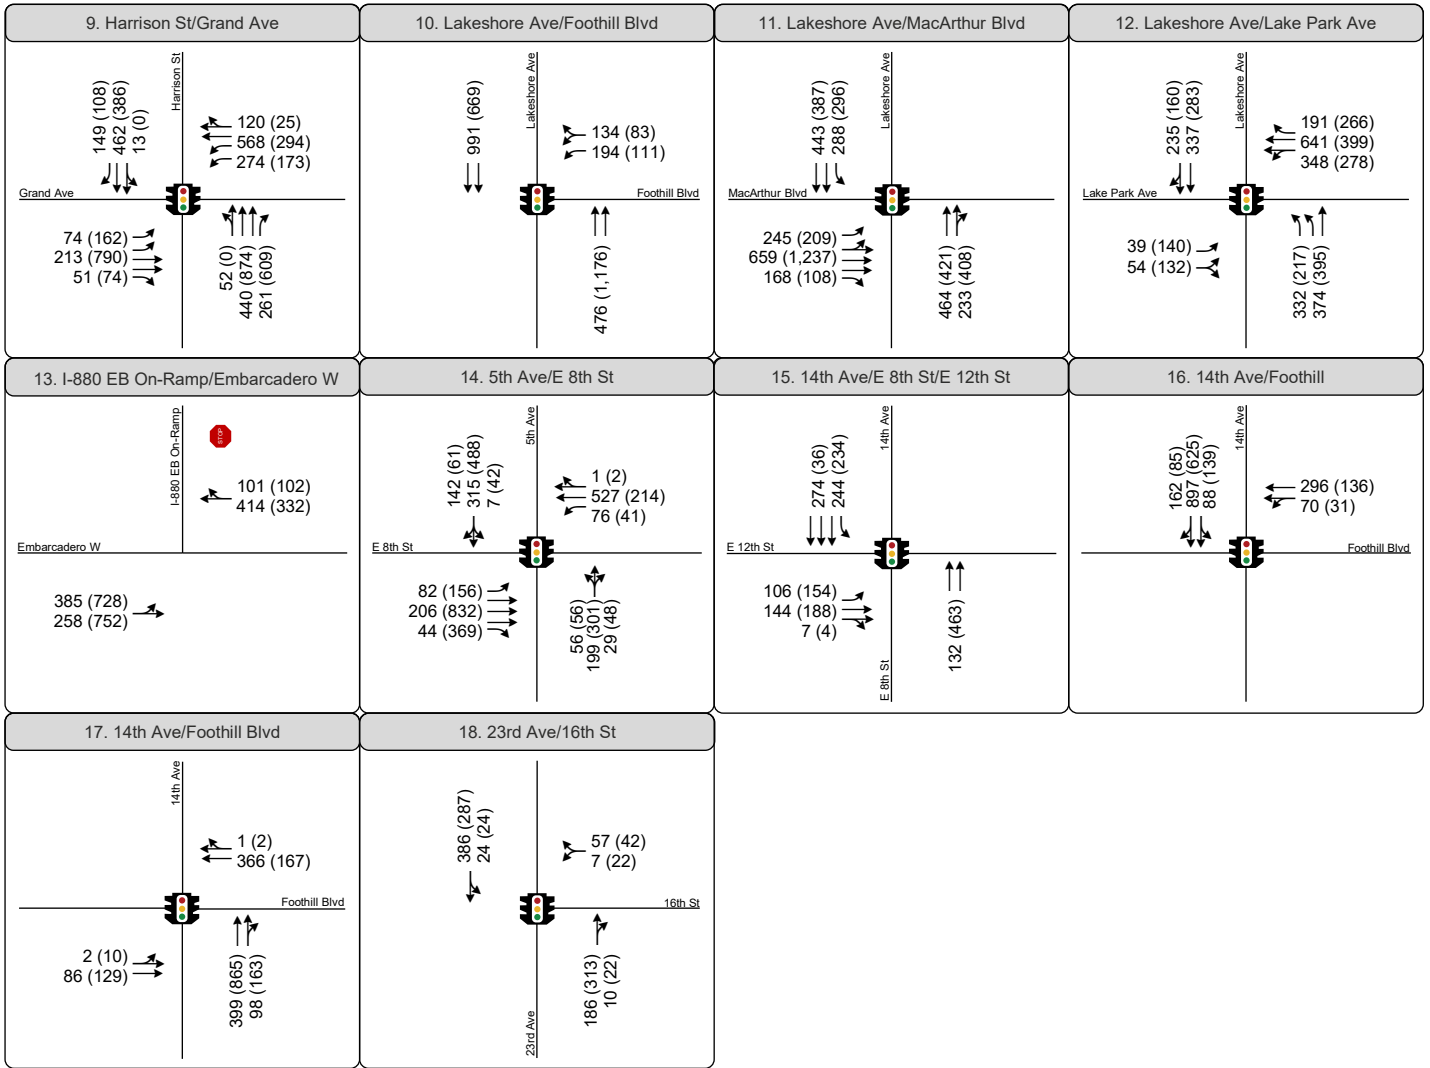 9. Harrison St/Grand Ave
149 (108)
462 (386)
13 (0)
Harrison St
120 (25)
568 (294)
274 (173)
Grand Ave
74 (162)
213 (790)
51 (74)
52 (0)
440 (874)
261 (609)
10. Lakeshore Ave/Foothill Blvd
991 (669)
Lakeshore Ave
134 (83)
194 (111)
Foothill Blvd
476 (1,176)
11. Lakeshore Ave/MacArthur Blvd
443 (387)
288 (296)
Lakeshore Ave
MacArthur Blvd
245 (209)
659 (1,237)
168 (108)
464 (421)
233 (408)
12. Lakeshore Ave/Lake Park Ave
235 (160)
337 (283)
Lakeshore Ave
191 (266)
641 (399)
348 (278)
Lake Park Ave
39 (140)
54 (132)
332 (217)
374 (395)
13. I-880 EB On-Ramp/Embarcadero W
I-880 EB On-Ramp
STOP
101 (102)
414 (332)
Embarcadero W
385 (728)
258 (752)
14. 5th Ave/E 8th St
142 (61)
315 (488)
7 (42)
5th Ave
1 (2)
527 (214)
76 (41)
E 8th St
82 (156)
206 (832)
44 (369)
56 (56)
199 (301)
29 (48)
15. 14th Ave/E 8th St/E 12th St
274 (36)
244 (234)
14th Ave
E 12th St
106 (154)
144 (188)
7 (4)
E 8th St
132 (463)
16. 14th Ave/Foothill
162 (85)
897 (625)
88 (139)
14th Ave
296 (136)
70 (31)
Foothill Blvd
17. 14th Ave/Foothill Blvd
14th Ave
1 (2)
366 (167)
Foothill Blvd
2 (10)
86 (129)
399 (865)
98 (163)
18. 23rd Ave/16th St
386 (287)
24 (24)
57 (42)
7 (22)
16th St
23rd Ave
186 (313)
10 (22)